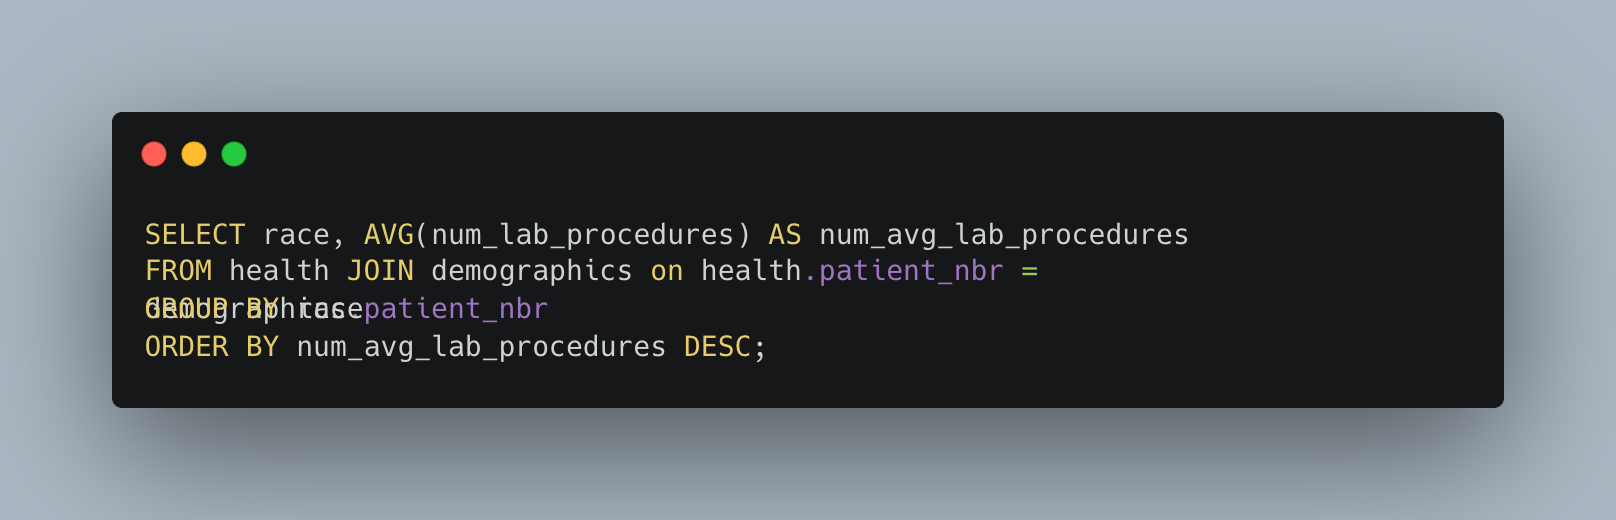 SELECT race, AVG(num_lab_procedures) AS num_avg_lab_procedures
FROM health JOIN demographics on health.patient_nbr =
demographics.patient_nbr
GROUP BY race
ORDER BY num_avg_lab_procedures DESC;